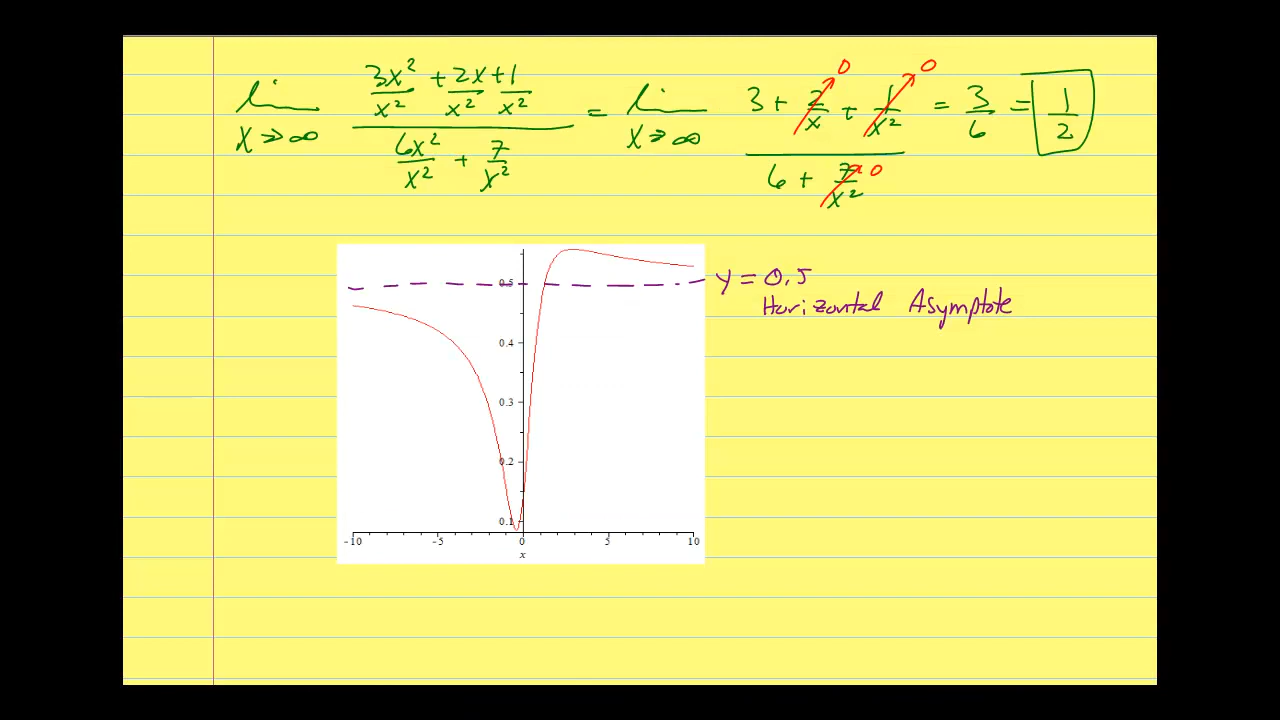 lim x→∞ (3x²/x² + 2x/x² + 1/x²) / (6x²/x² + 7/x²) = lim x→∞ (3 + 2/x + 1/x²) / (6 + 7/x²) = 3/6 = 1/2
0 0
0
y = 0.5
Horizontal Asymptote
0.5
0.4
0.3
0.2
0.1
-10 -5 0 5 10
x